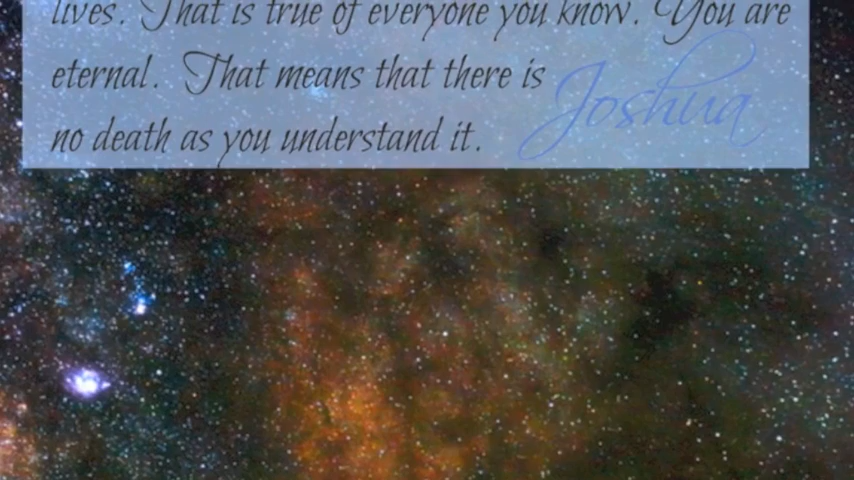 lives. That is true of everyone you know. You are
eternal. That means that there is
no death as you understand it.
Joshua